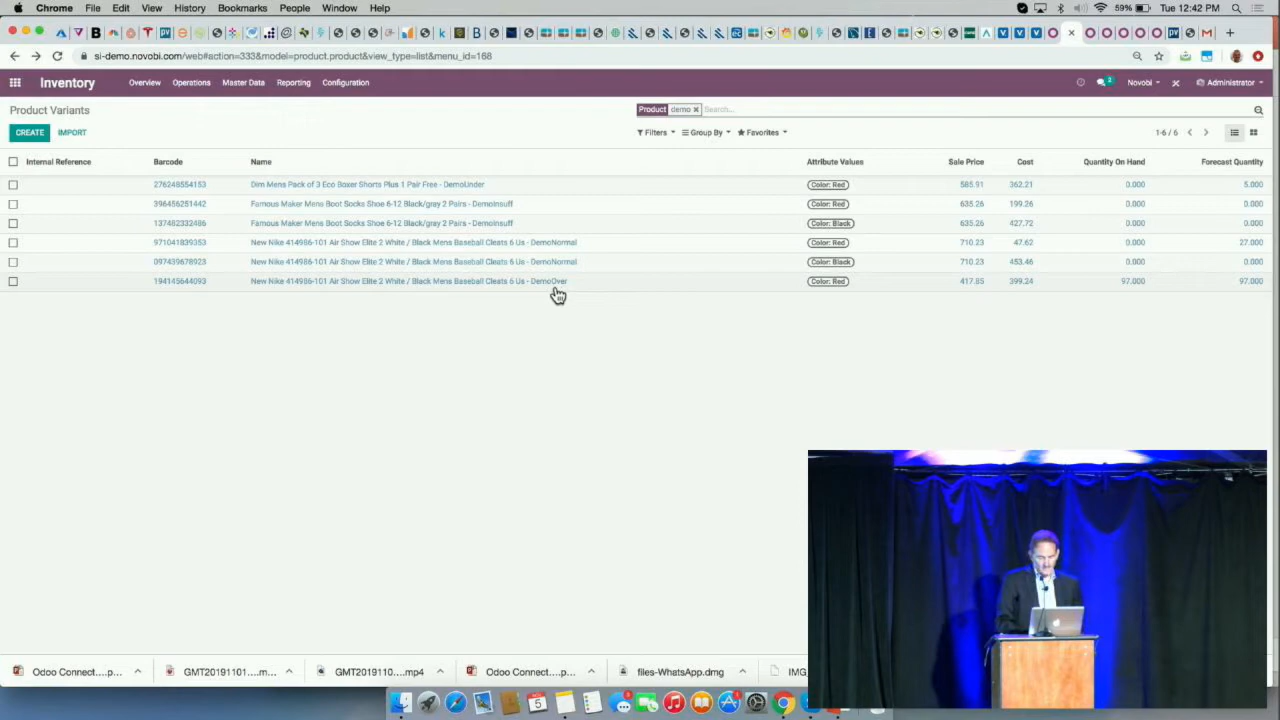 Chrome File Edit View History Bookmarks People Window Help 59% Tue 12:42 PM
si-demo.novobi.com/web#action=333&model=product.product&view_type=list&menu_id=168
Inventory Overview Operations Master Data Reporting Configuration 2 Novobi Administrator
Product Variants Product demo × Search...
CREATE IMPORT Filters Group By Favorites 1-6 / 6
Internal Reference Barcode Name Attribute Values Sale Price Cost Quantity On Hand Forecast Quantity
276248554153 Dim Mens Pack of 3 Eco Boxer Shorts Plus 1 Pair Free - DemoUnder Color: Red 585.91 362.21 0.000 5.000
396456251442 Famous Maker Mens Boot Socks Shoe 6-12 Black/gray 2 Pairs - DemoInsuff Color: Red 635.26 199.26 0.000 0.000
137482332486 Famous Maker Mens Boot Socks Shoe 6-12 Black/gray 2 Pairs - DemoInsuff Color: Black 635.26 427.72 0.000 0.000
971041839353 New Nike 414986-101 Air Show Elite 2 White / Black Mens Baseball Cleats 6 Us - DemoNormal Color: Red 710.23 47.62 0.000 27.000
097439678923 New Nike 414986-101 Air Show Elite 2 White / Black Mens Baseball Cleats 6 Us - DemoNormal Color: Black 710.23 453.46 0.000 0.000
194145644093 New Nike 414986-101 Air Show Elite 2 White / Black Mens Baseball Cleats 6 Us - DemoOver Color: Red 417.85 399.24 97.000 97.000
Odoo Connect....p... GMT20191101....m... GMT2019110....mp4 Odoo Connect....p... files-WhatsApp.dmg IMG
5